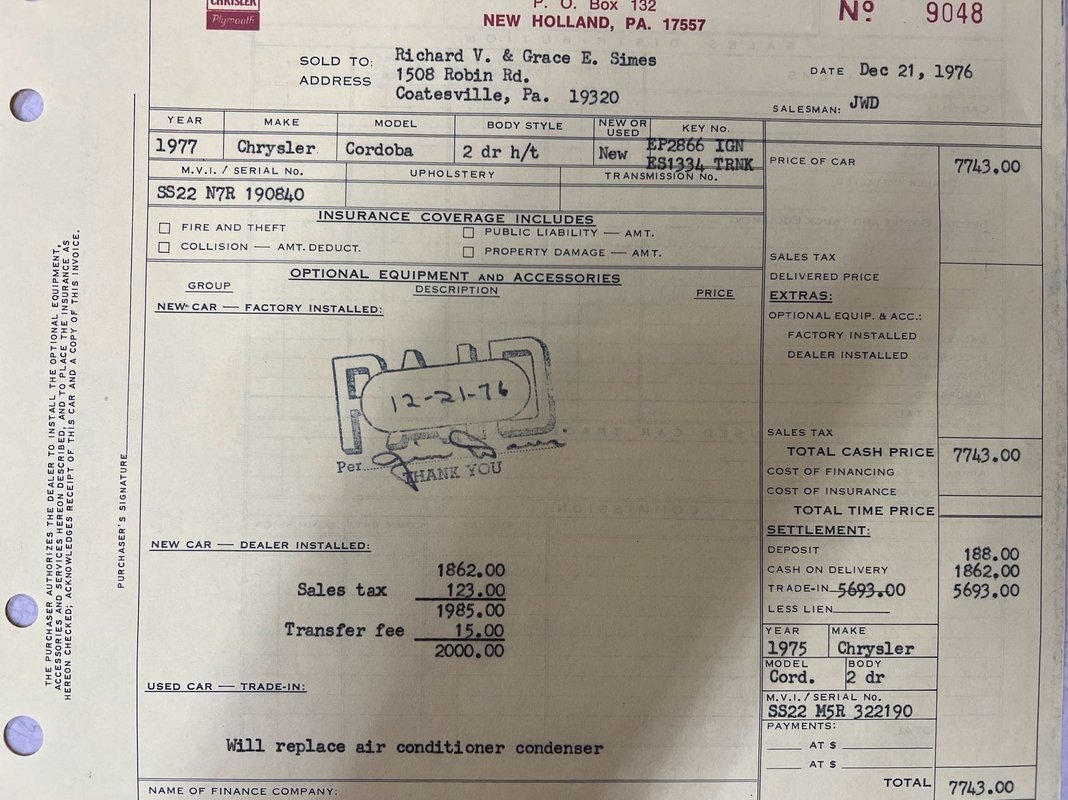 CHRYSLER
Plymouth
P. O. Box 132
NEW HOLLAND, PA. 17557
No 9048
SOLD TO: Richard V. & Grace E. Simes
ADDRESS 1508 Robin Rd.
Coatesville, Pa. 19320
DATE Dec 21, 1976
SALESMAN: JWD
YEAR MAKE MODEL BODY STYLE NEW OR USED KEY No.
1977 Chrysler Cordoba 2 dr h/t New EP2866 IGN
ES1334 TRNK
M.V.I. / SERIAL No. UPHOLSTERY TRANSMISSION No.
SS22 N7R 190840
INSURANCE COVERAGE INCLUDES
FIRE AND THEFT PUBLIC LIABILITY — AMT.
COLLISION — AMT. DEDUCT. PROPERTY DAMAGE — AMT.
OPTIONAL EQUIPMENT AND ACCESSORIES
GROUP DESCRIPTION PRICE
NEW CAR — FACTORY INSTALLED:
PAID
12-21-76
Per
THANK YOU
NEW CAR — DEALER INSTALLED:
1862.00
Sales tax 123.00
1985.00
Transfer fee 15.00
2000.00
USED CAR — TRADE-IN:
Will replace air conditioner condenser
NAME OF FINANCE COMPANY:
PRICE OF CAR 7743.00
SALES TAX
DELIVERED PRICE
EXTRAS:
OPTIONAL EQUIP. & ACC.:
FACTORY INSTALLED
DEALER INSTALLED
SALES TAX
TOTAL CASH PRICE 7743.00
COST OF FINANCING
COST OF INSURANCE
TOTAL TIME PRICE
SETTLEMENT:
DEPOSIT 188.00
CASH ON DELIVERY 1862.00
TRADE-IN 5693.00 5693.00
LESS LIEN
YEAR MAKE
1975 Chrysler
MODEL BODY
Cord. 2 dr
M.V.I. / SERIAL No.
SS22 M5R 322190
PAYMENTS:
AT $
AT $
TOTAL 7743.00
THE PURCHASER AUTHORIZES THE DEALER TO INSTALL THE OPTIONAL EQUIPMENT,
ACCESSORIES AND SERVICES HEREON DESCRIBED, AND TO PLACE THE INSURANCE AS
HEREON CHECKED; ACKNOWLEDGES RECEIPT OF THIS CAR AND A COPY OF THIS INVOICE.
PURCHASER'S SIGNATURE